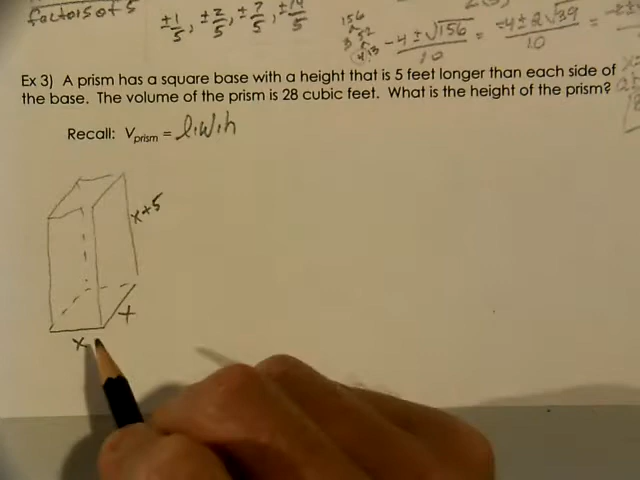 factors of 5
±1/5, ±2/5, ±7/5, ±14/5
156
-4 ± √156 / 10 = -4 ± 2√39 / 10 =
Ex 3) A prism has a square base with a height that is 5 feet longer than each side of
the base. The volume of the prism is 28 cubic feet. What is the height of the prism?
Recall: Vprism = l·w·h
x+5
x
x